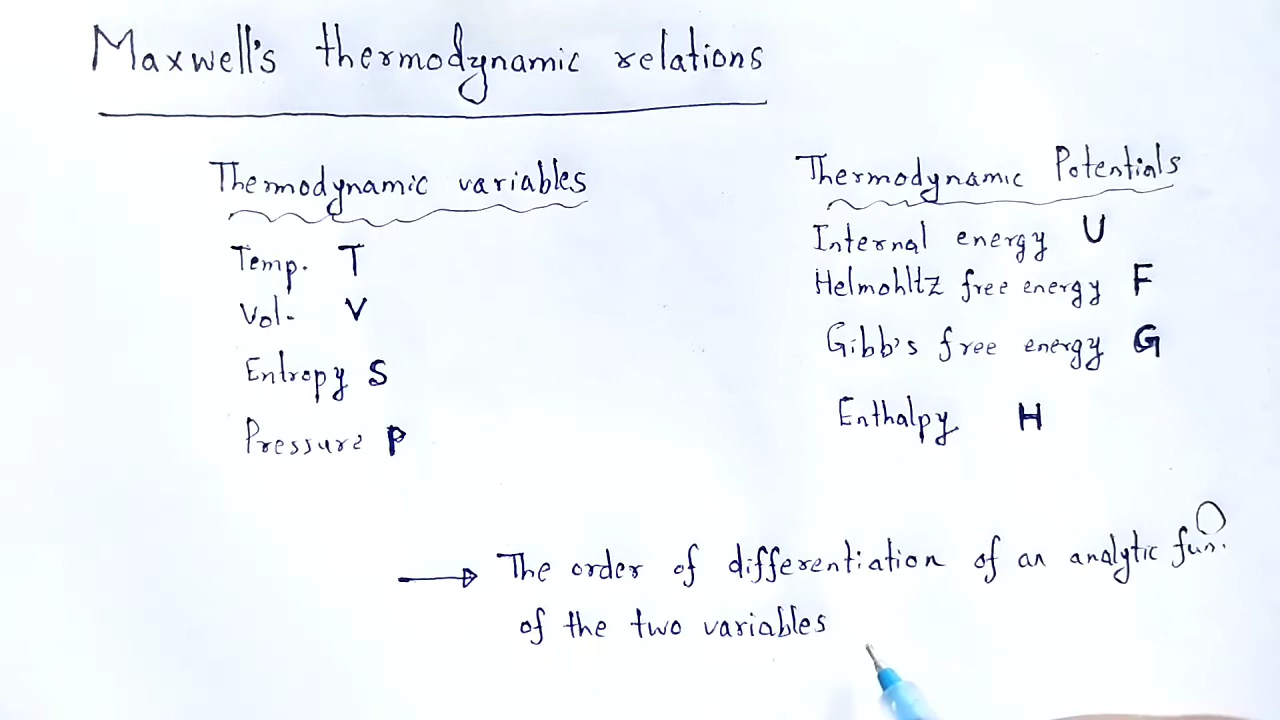 Maxwell's thermodynamic relations
Thermodynamic variables
Temp. T
Vol. V
Entropy S
Pressure P
Thermodynamic Potentials
Internal energy U
Helmohltz free energy F
Gibb's free energy G
Enthalpy H
The order of differentiation of an analytic fun.
of the two variables